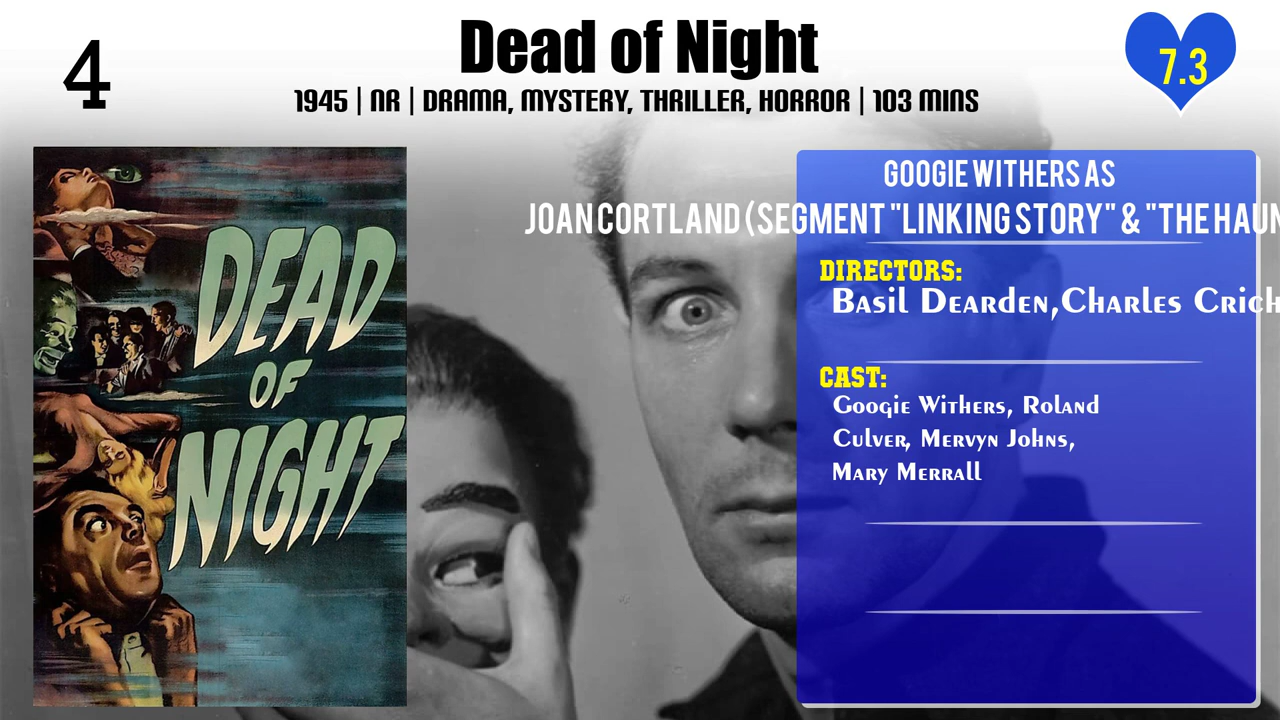 4
Dead of Night
7.3
1945 | NR | DRAMA, MYSTERY, THRILLER, HORROR | 103 MINS
DEAD
OF
NIGHT
GOOGIE WITHERS AS
JOAN CORTLAND (SEGMENT "LINKING STORY" & "THE HAUN
DIRECTORS:
Basil Dearden,Charles Crich
CAST:
Googie Withers, Roland
Culver, Mervyn Johns,
Mary Merrall